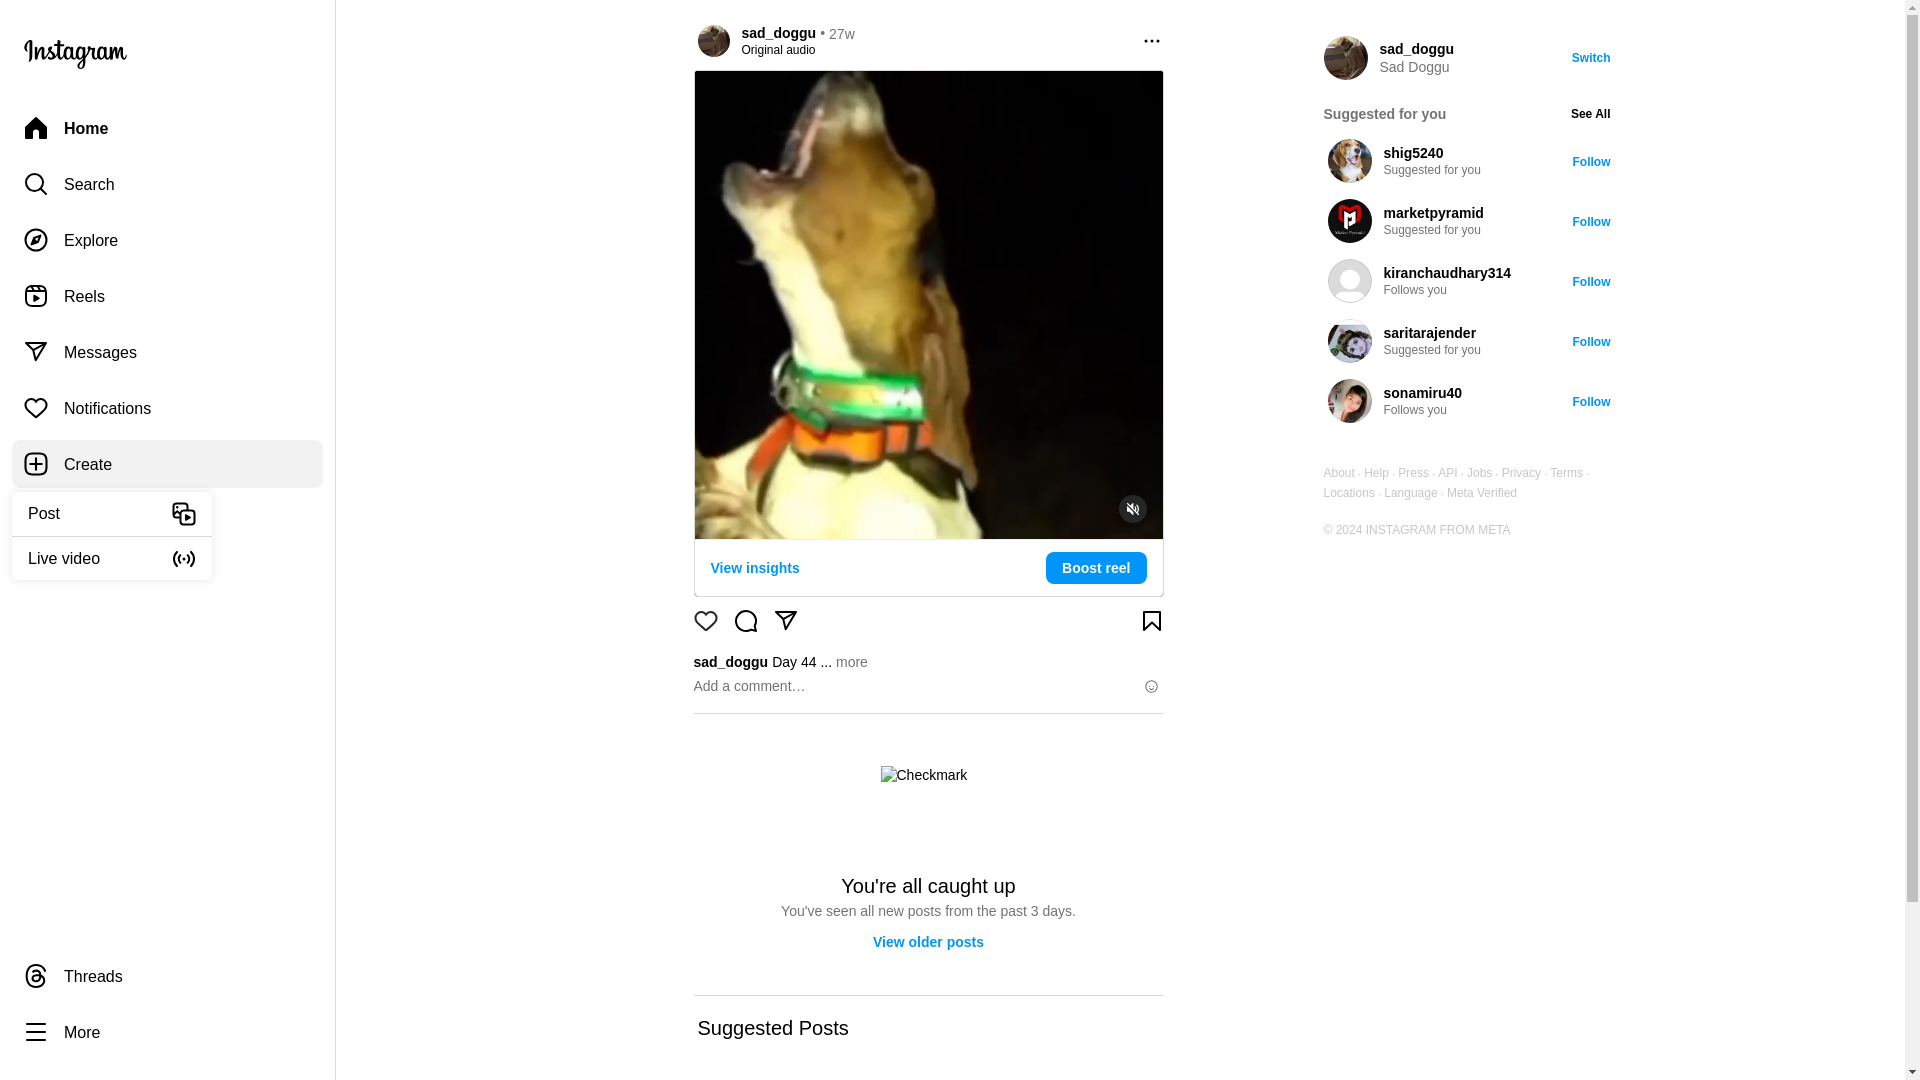 Instagram
Home
Search
Explore
Reels
Messages
Notifications
Create
Post
Live video
Threads
More
sad_doggu • 27w
Original audio
View insights
Boost reel
sad_doggu Day 44 ... more
Add a comment…
Checkmark
You're all caught up
You've seen all new posts from the past 3 days.
View older posts
Suggested Posts
sad_doggu
Sad Doggu
Switch
Suggested for you
See All
shig5240
Suggested for you
Follow
marketpyramid
Suggested for you
Follow
kiranchaudhary314
Follows you
Follow
saritarajender
Suggested for you
Follow
sonamiru40
Follows you
Follow
About · Help · Press · API · Jobs · Privacy · Terms ·
Locations · Language · Meta Verified
© 2024 INSTAGRAM FROM META